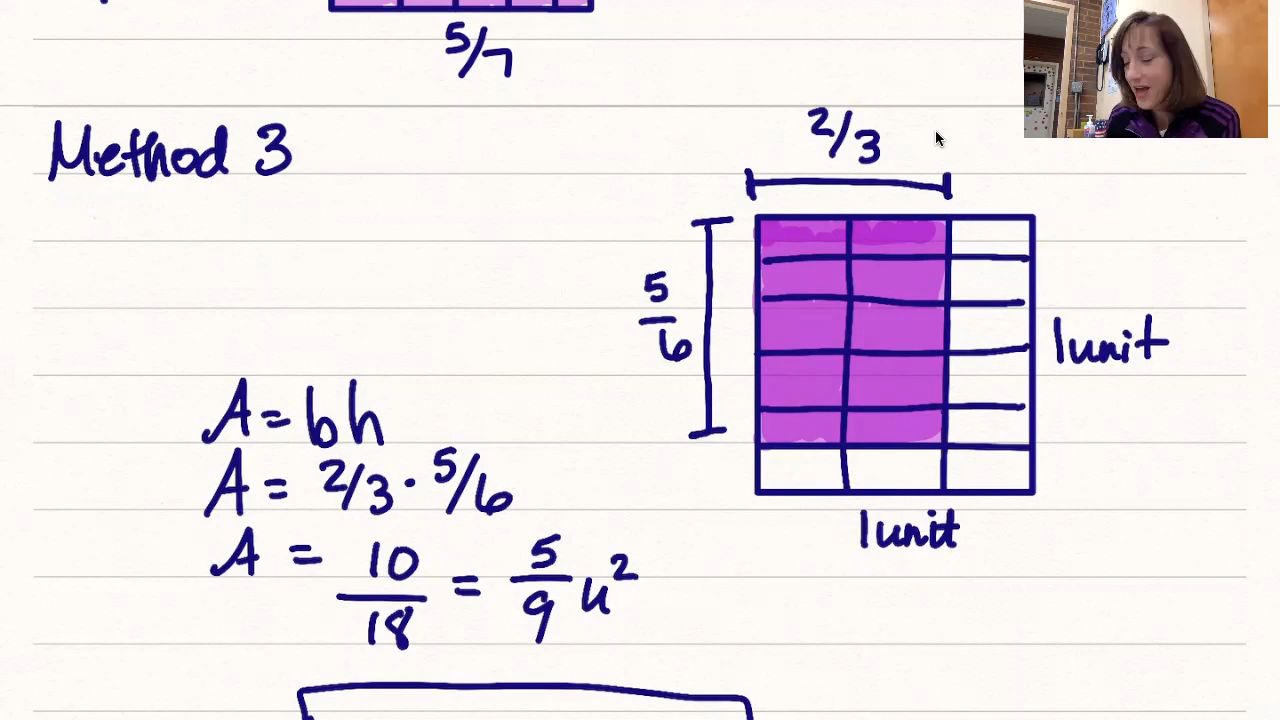 5/7
Method 3
2/3
5/6
1unit
A = bh
A = 2/3 · 5/6
1unit
A = 10/18 = 5/9 u²